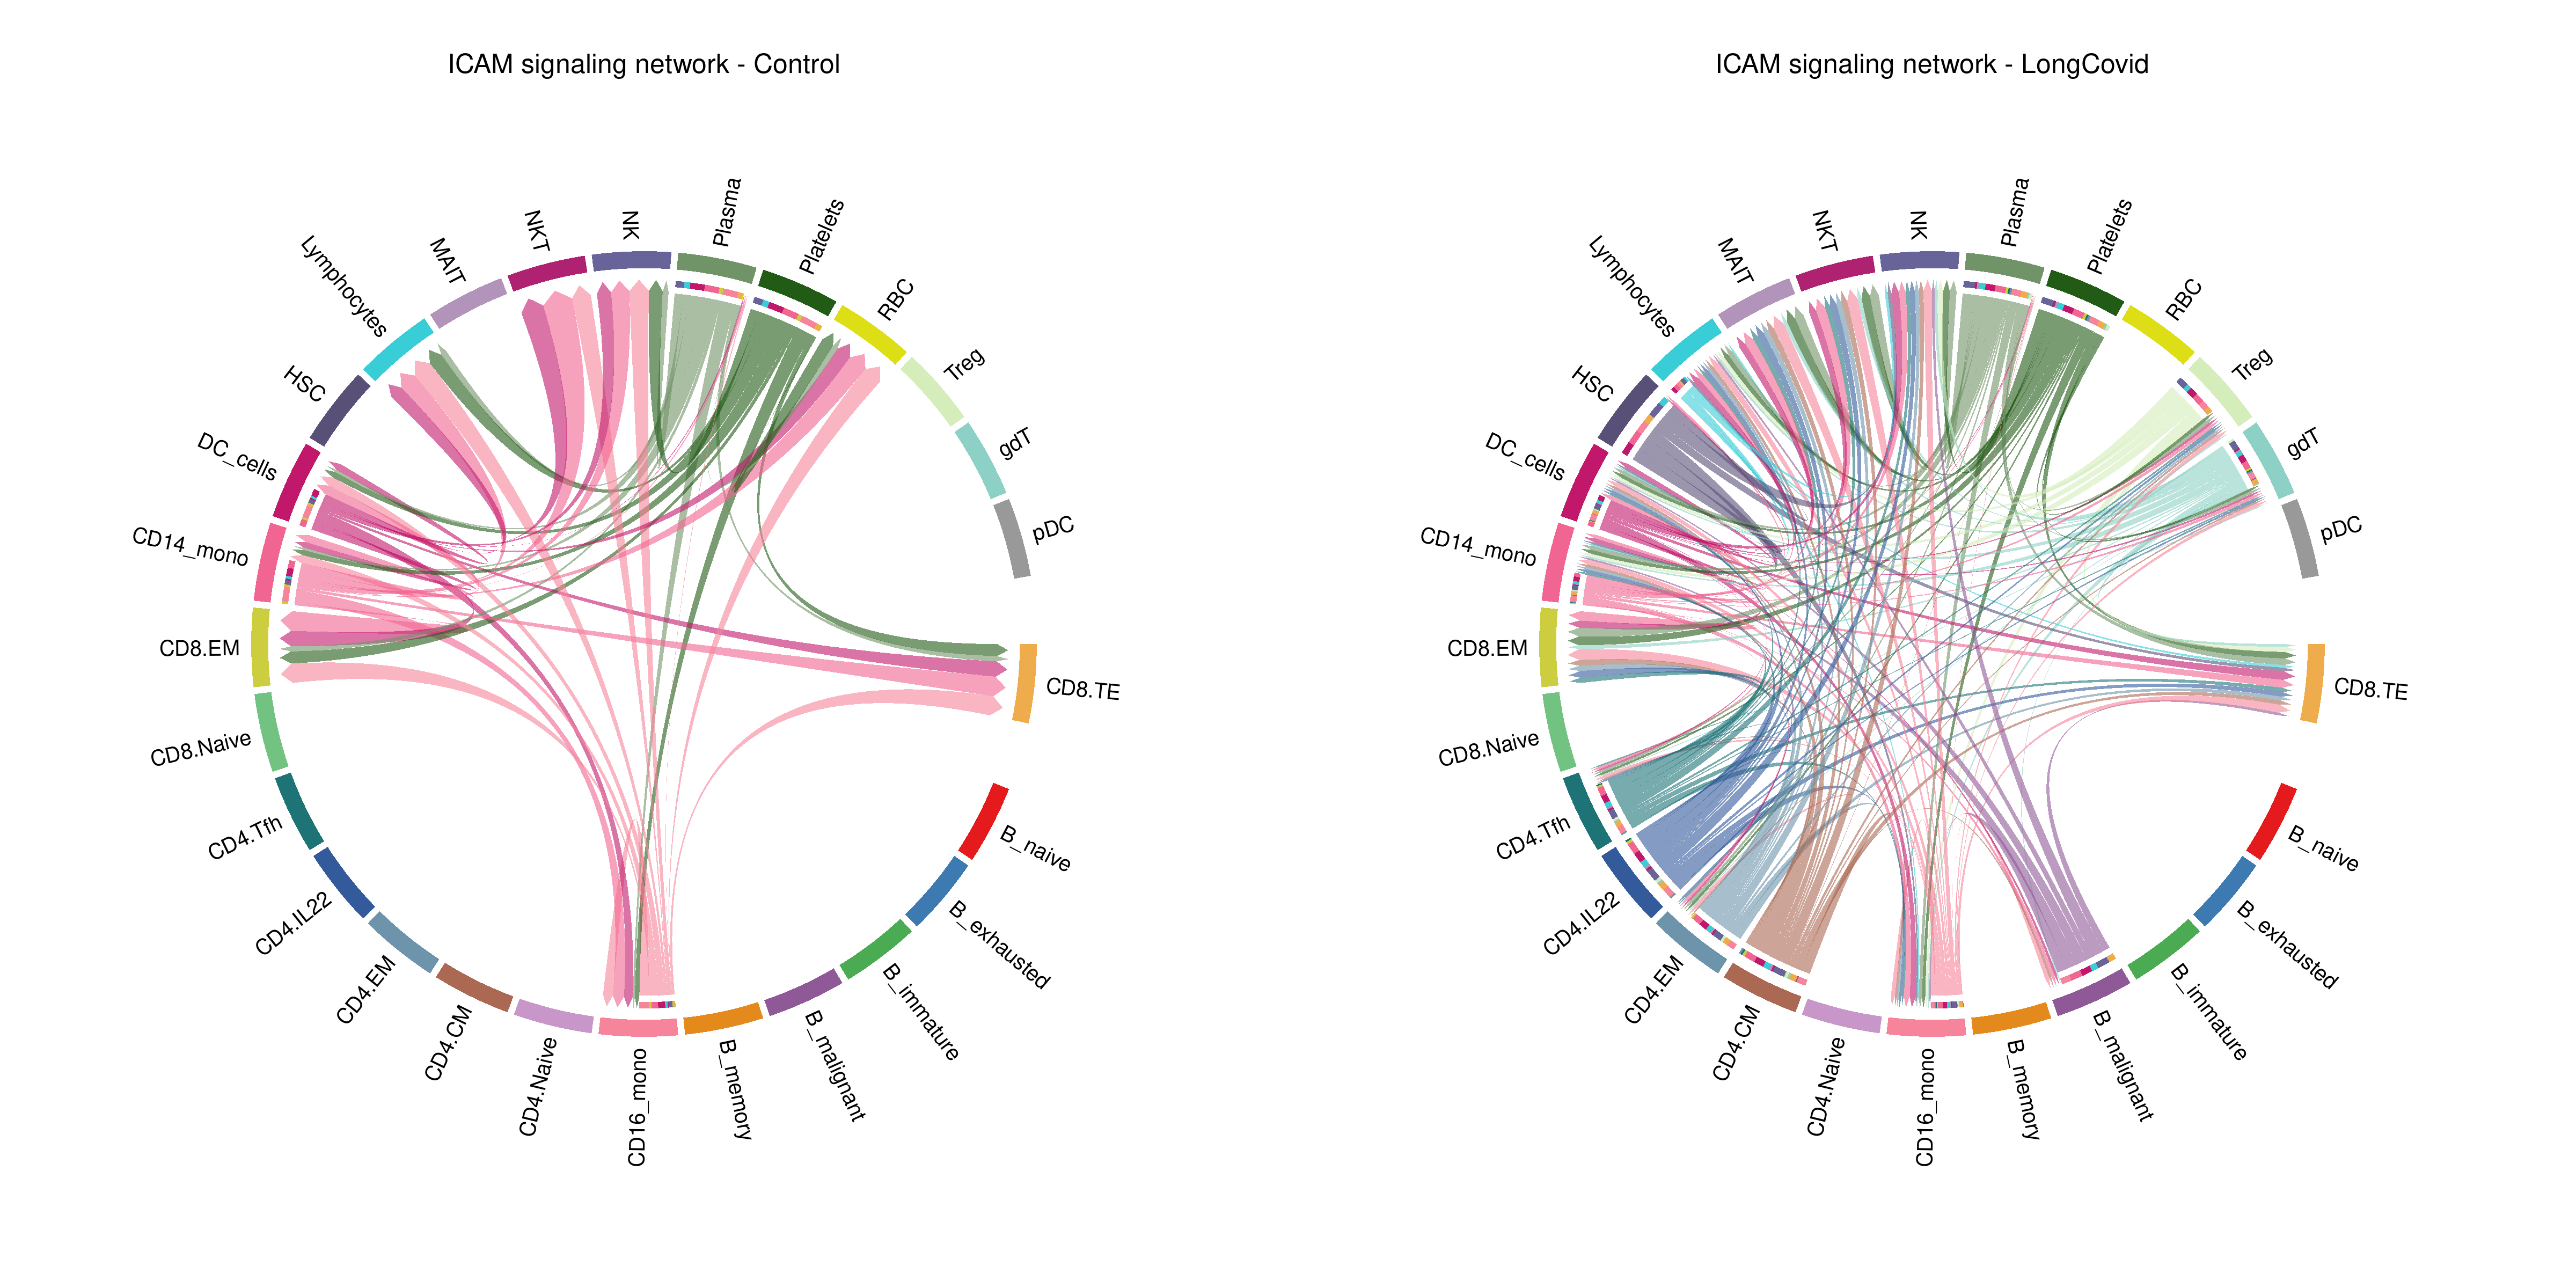 ICAM signaling network - Control
Plasma
Platelets
RBC
Treg
gdT
pDC
CD8.TE
B_naive
B_exhausted
B_immature
B_malignant
B_memory
CD16_mono
CD4.Naive
CD4.CM
CD4.EM
CD4.IL22
CD4.Tfh
CD8.Naive
CD8.EM
CD14_mono
DC_cells
HSC
Lymphocytes
MAIT
NKT
NK
ICAM signaling network - LongCovid
Plasma
Platelets
RBC
Treg
gdT
pDC
CD8.TE
B_naive
B_exhausted
B_immature
B_malignant
B_memory
CD16_mono
CD4.Naive
CD4.CM
CD4.EM
CD4.IL22
CD4.Tfh
CD8.Naive
CD8.EM
CD14_mono
DC_cells
HSC
Lymphocytes
MAIT
NKT
NK